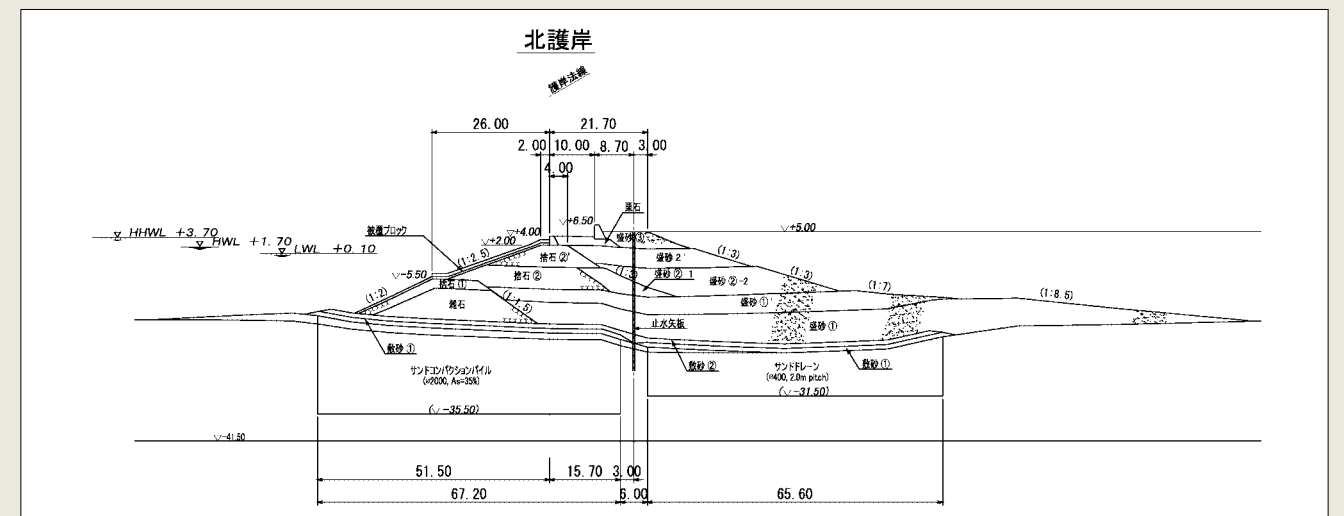 北護岸
護岸法線
26.00
21.70
2.00
10.00
8.70
3.00
4.00
HHWL +3.70
HWL +1.70
LWL +0.10
被覆ブロック
+4.00
+2.00
+6.50
栗石
+5.00
-5.50
(1:2.5)
(1:2)
捨石①
捨石②'
捨石②
雑石
(1:1.5)
盛砂③
盛砂2'
盛砂②-1
盛砂②-2
盛砂①
盛砂①
(1:3)
(1:3)
(1:7)
(1:8.5)
止水矢板
敷砂①
敷砂②
敷砂①
サンドコンパクションパイル
(ø2000, As=35%)
サンドドレーン
(ø400, 2.0m pitch)
(-35.50)
(-31.50)
-41.50
51.50
15.70
3.00
67.20
6.00
65.60